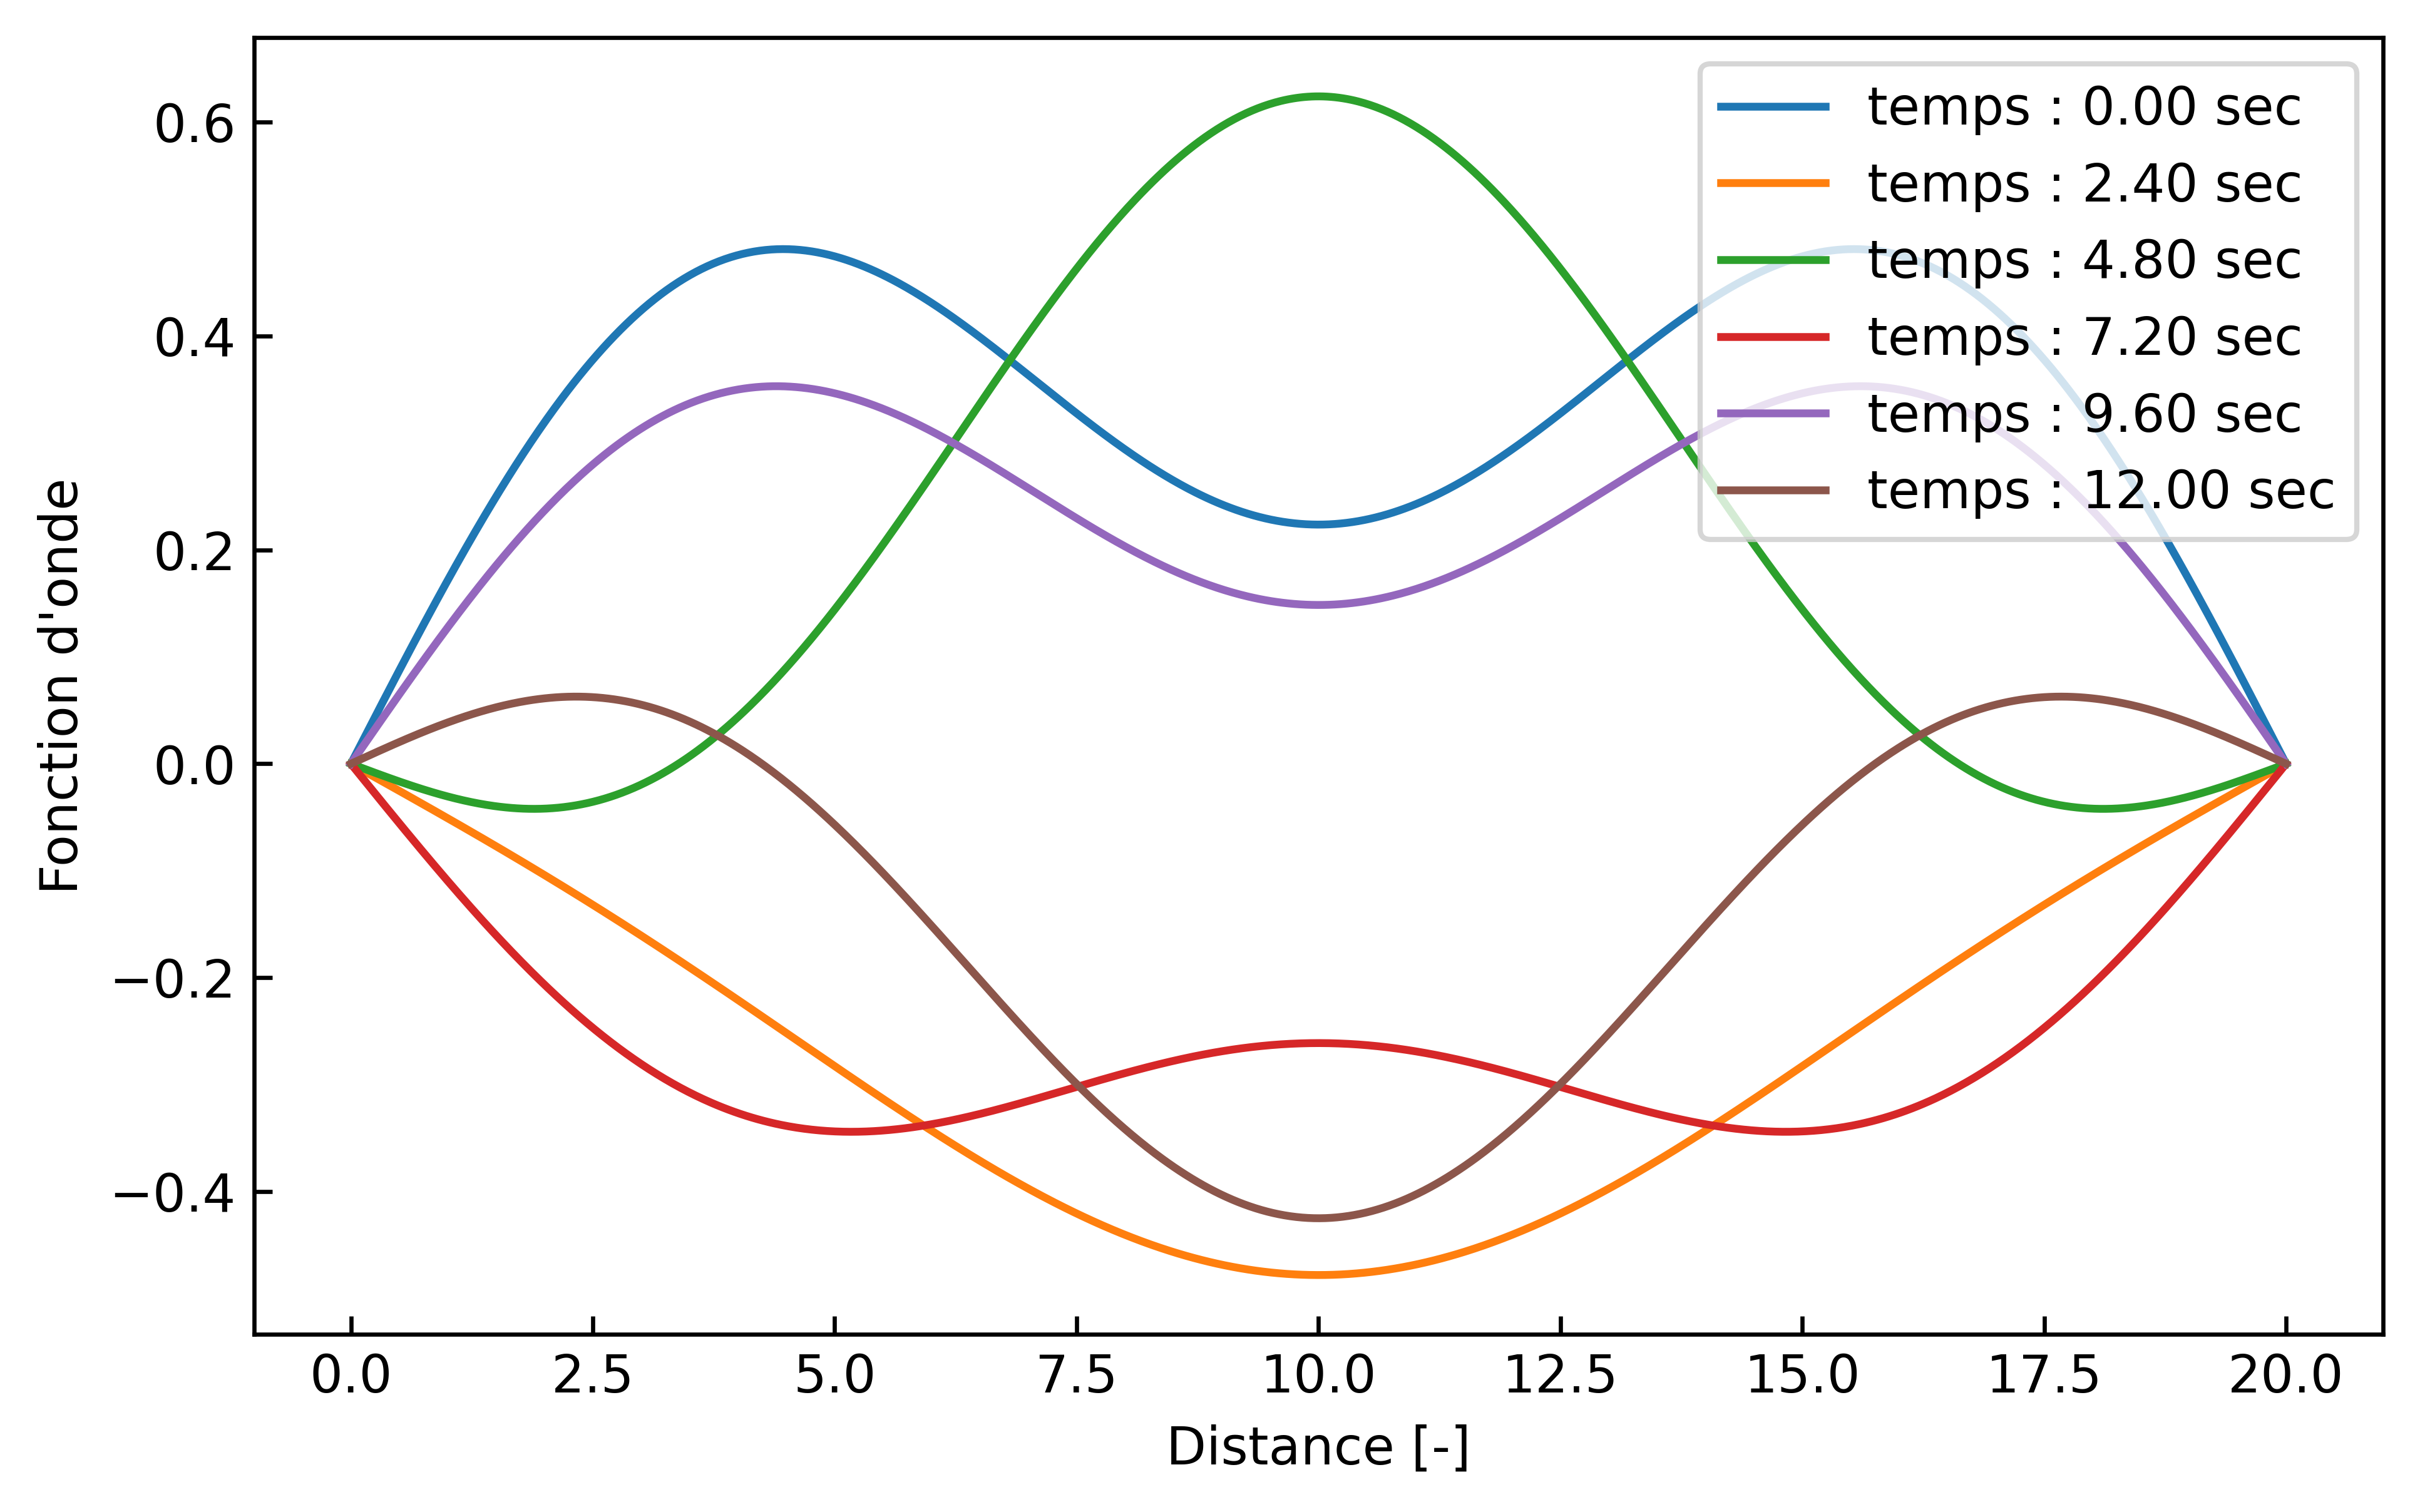 0.6
0.4
0.2
0.0
−0.2
−0.4
Fonction d'onde
temps : 0.00 sec
temps : 2.40 sec
temps : 4.80 sec
temps : 7.20 sec
temps : 9.60 sec
temps : 12.00 sec
0.0 2.5 5.0 7.5 10.0 12.5 15.0 17.5 20.0
Distance [-]